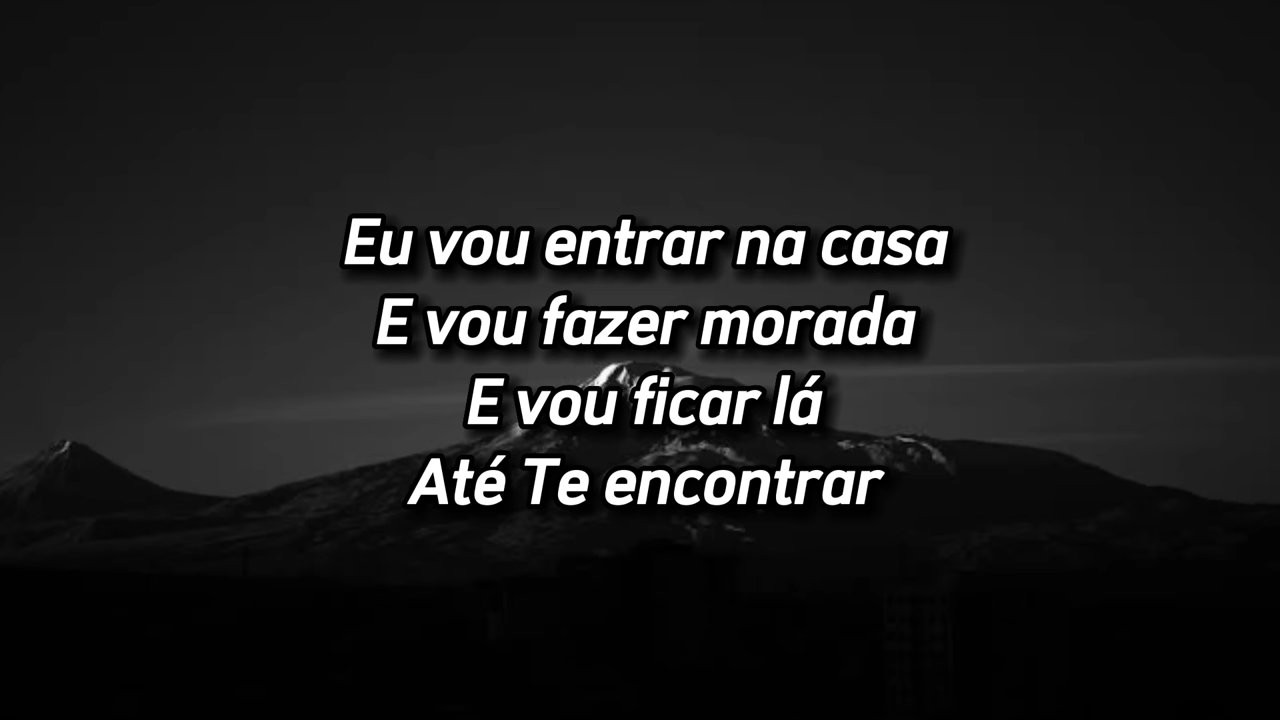 Eu vou entrar na casa
E vou fazer morada
E vou ficar lá
Até Te encontrar